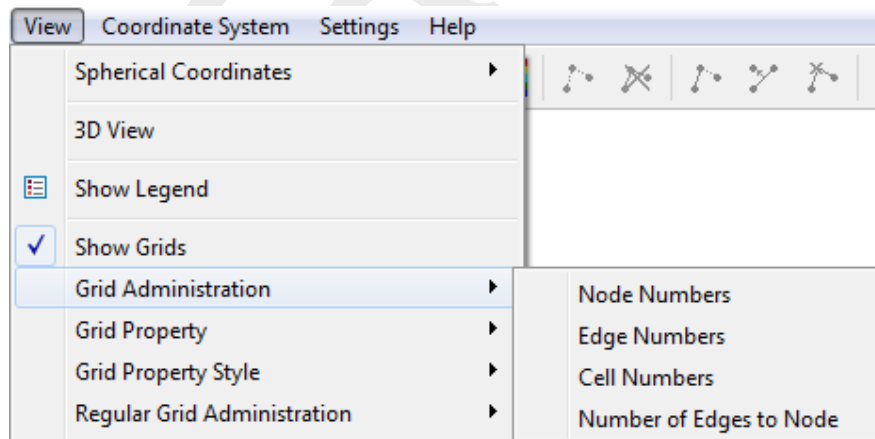 View Coordinate System Settings Help
Spherical Coordinates
3D View
Show Legend
Show Grids
Grid Administration
Grid Property
Grid Property Style
Regular Grid Administration
Node Numbers
Edge Numbers
Cell Numbers
Number of Edges to Node